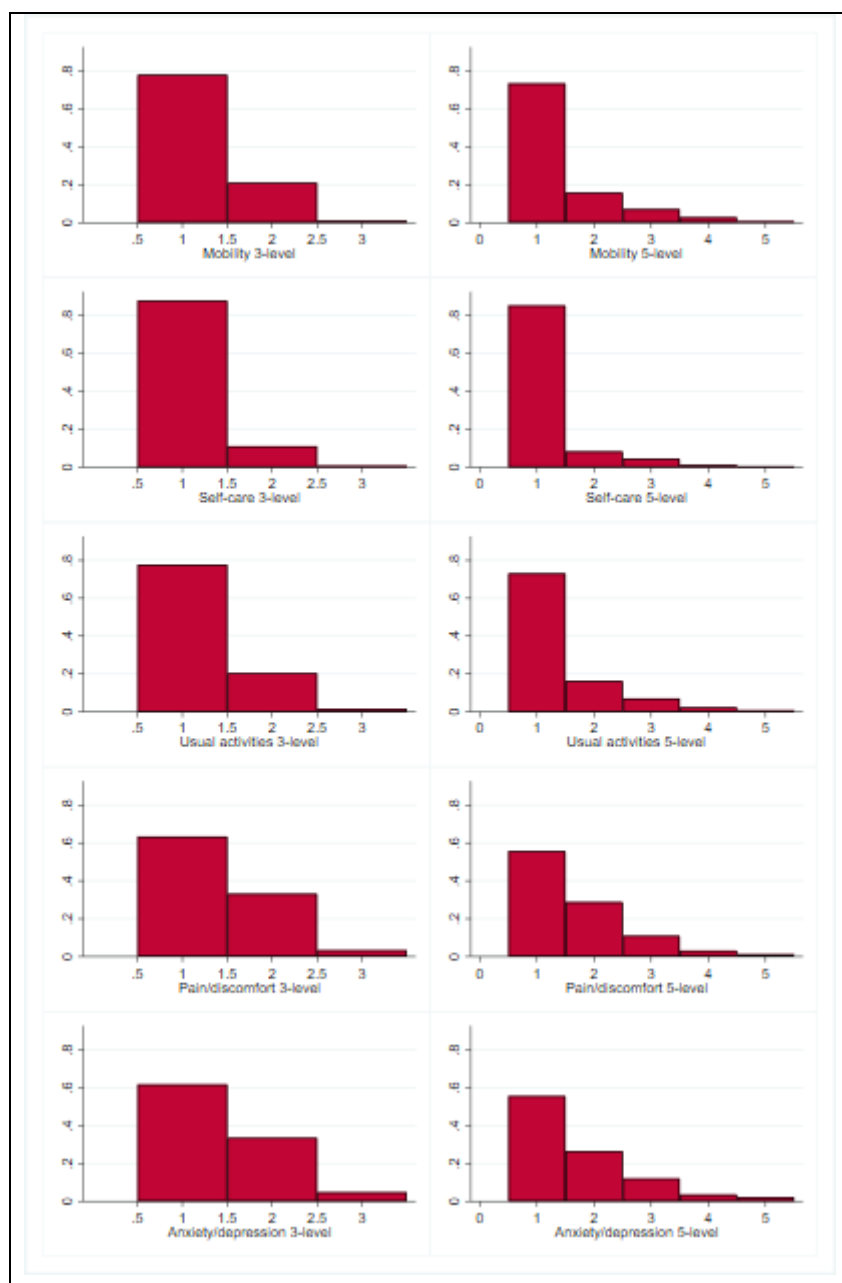 .8 .8
.6 .6
.4 .4
.2 .2
0 0
.5 1 1.5 2 2.5 3 0 1 2 3 4 5
Mobility 3-level Mobility 5-level
.8 .8
.6 .6
.4 .4
.2 .2
0 0
.5 1 1.5 2 2.5 3 0 1 2 3 4 5
Self-care 3-level Self-care 5-level
.8 .8
.6 .6
.4 .4
.2 .2
0 0
.5 1 1.5 2 2.5 3 0 1 2 3 4 5
Usual activities 3-level Usual activities 5-level
.8 .8
.6 .6
.4 .4
.2 .2
0 0
.5 1 1.5 2 2.5 3 0 1 2 3 4 5
Pain/discomfort 3-level Pain/discomfort 5-level
.8 .8
.6 .6
.4 .4
.2 .2
0 0
.5 1 1.5 2 2.5 3 0 1 2 3 4 5
Anxiety/depression 3-level Anxiety/depression 5-level